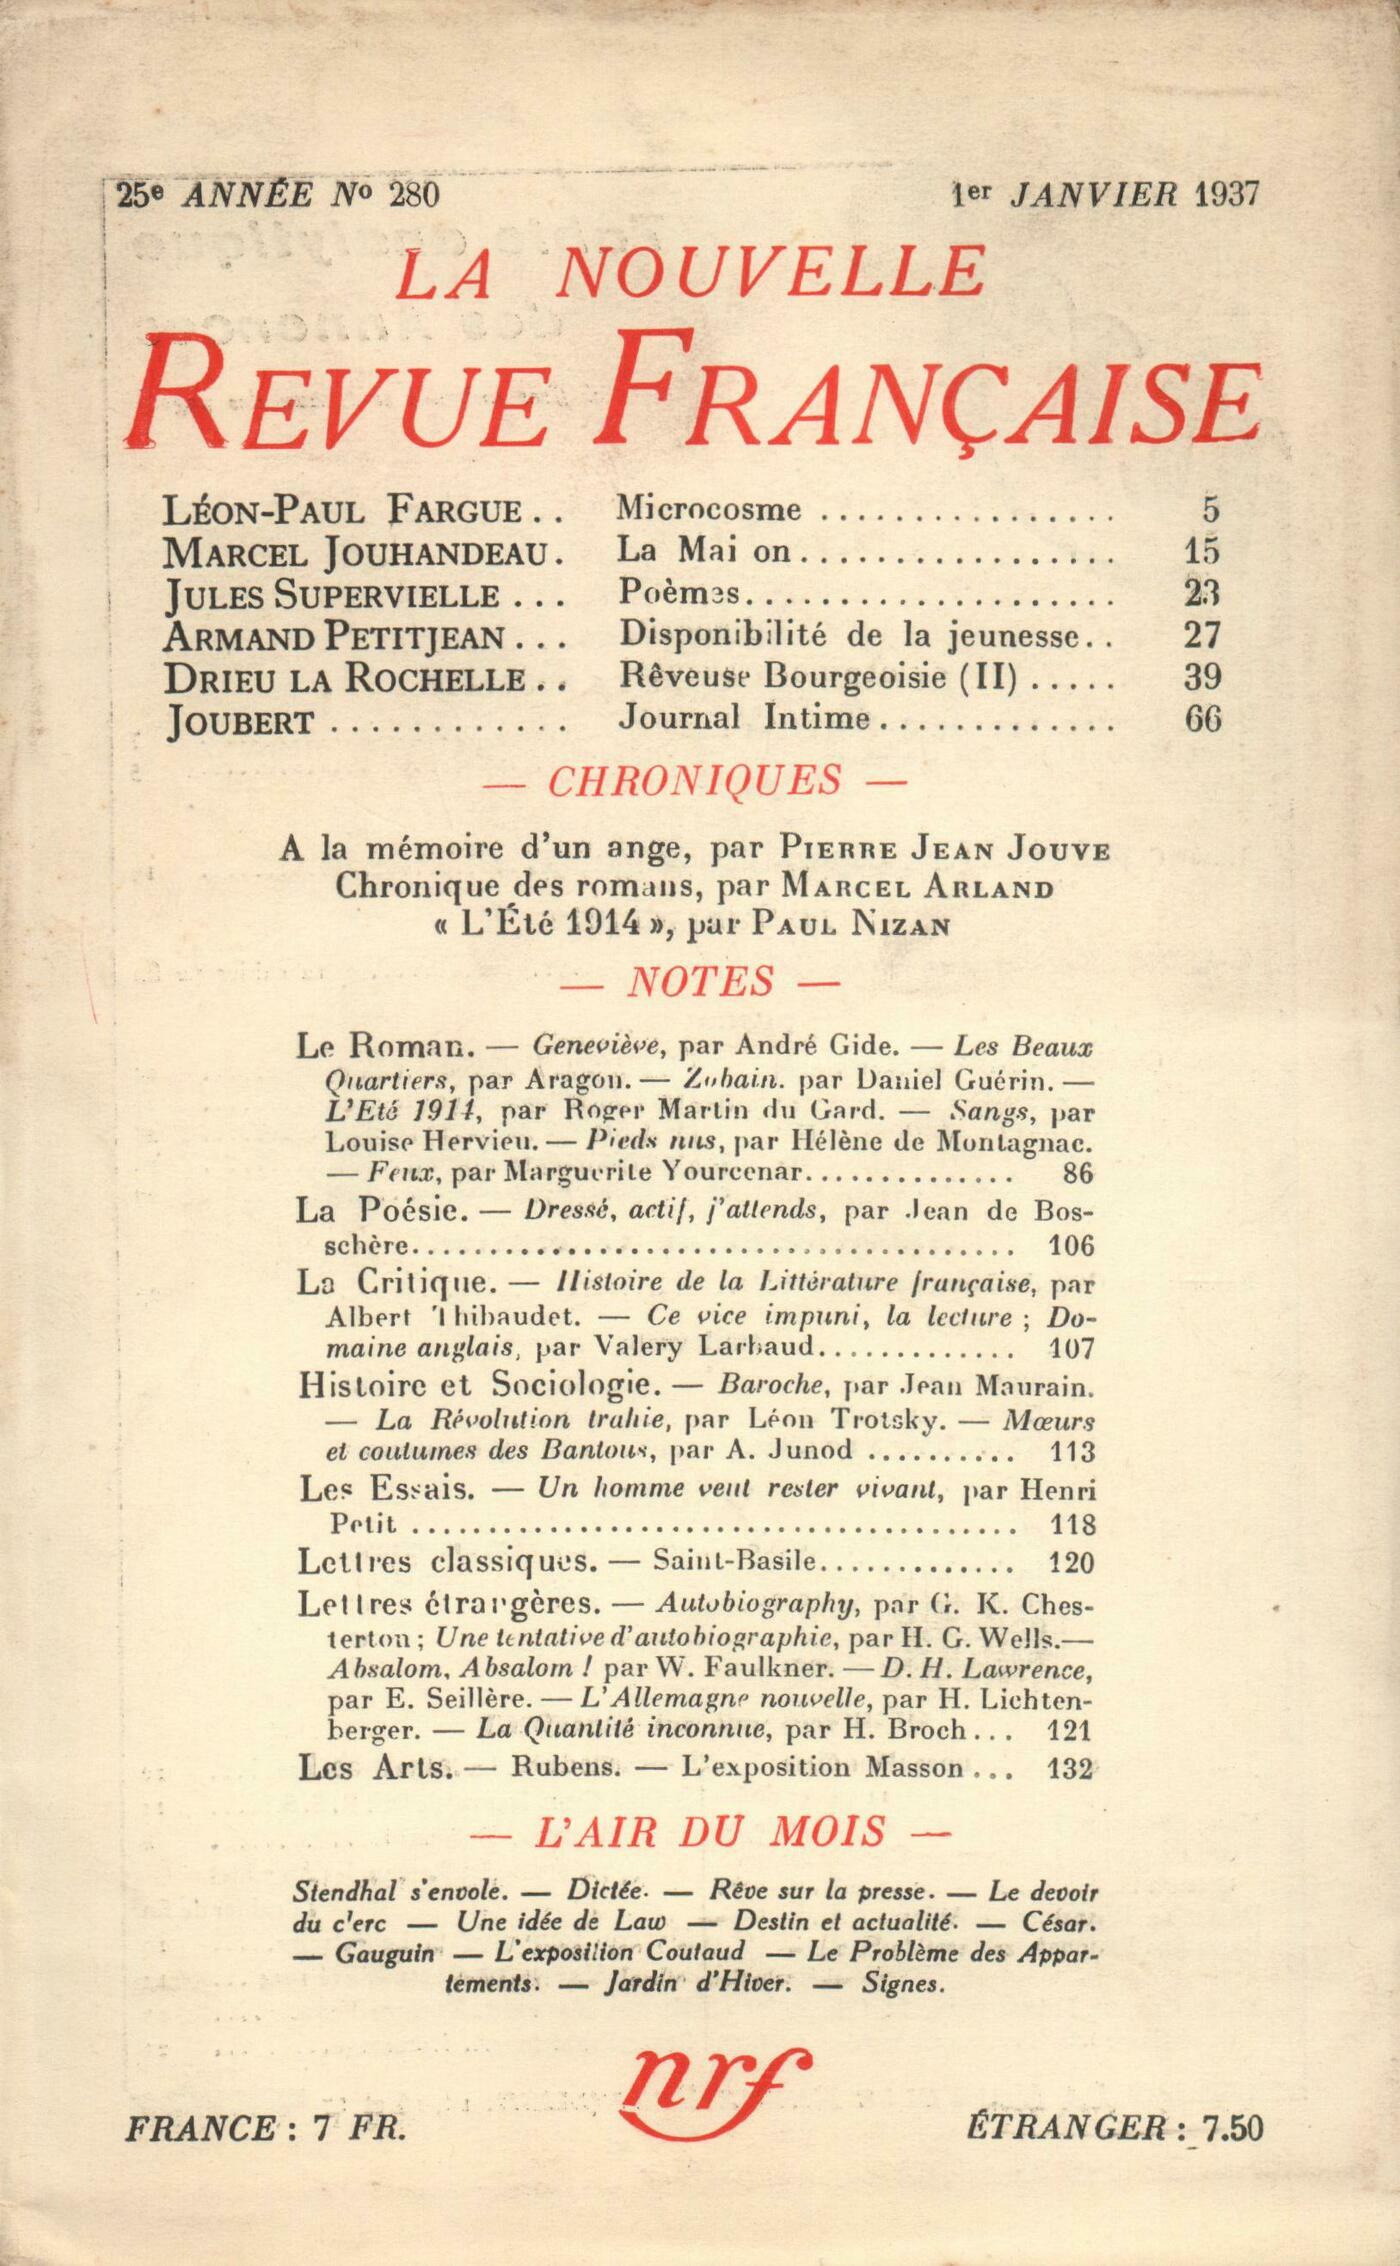 25e ANNÉE No 280
1er JANVIER 1937
LA NOUVELLE
REVUE FRANÇAISE
LÉON-PAUL FARGUE.. Microcosme ................ 5
MARCEL JOUHANDEAU. La Mai on................. 15
JULES SUPERVIELLE ... Poèmes.................... 23
ARMAND PETITJEAN... Disponibilité de la jeunesse.. 27
DRIEU LA ROCHELLE.. Rêveuse Bourgeoisie (II) ..... 39
JOUBERT ............ Journal Intime............. 66
— CHRONIQUES —
A la mémoire d'un ange, par PIERRE JEAN JOUVE
Chronique des romans, par MARCEL ARLAND
« L'Été 1914 », par PAUL NIZAN
— NOTES —
Le Roman. — Geneviève, par André Gide. — Les Beaux
Quartiers, par Aragon. — Zobain. par Daniel Guérin. —
L'Eté 1914, par Roger Martin du Gard. — Sangs, par
Louise Hervieu. — Pieds nus, par Hélène de Montagnac.
— Feux, par Marguerite Yourcenar.............. 86
La Poésie. — Dressé, actif, j'attends, par Jean de Bos-
schère....................................... 106
La Critique. — Histoire de la Littérature française, par
Albert Thibaudet. — Ce vice impuni, la lecture ; Do-
maine anglais, par Valery Larbaud............. 107
Histoire et Sociologie. — Baroche, par Jean Maurain.
— La Révolution trahie, par Léon Trotsky. — Mœurs
et coutumes des Bantous, par A. Junod .......... 113
Les Essais. — Un homme veut rester vivant, par Henri
Petit ....................................... 118
Lettres classiques. — Saint-Basile............. 120
Lettres étrangères. — Autobiography, par G. K. Ches-
terton ; Une tentative d'autobiographie, par H. G. Wells.—
Absalom, Absalom ! par W. Faulkner. — D. H. Lawrence,
par E. Seillère. — L'Allemagne nouvelle, par H. Lichten-
berger. — La Quantité inconnue, par H. Broch... 121
Les Arts. — Rubens. — L'exposition Masson ... 132
— L'AIR DU MOIS —
Stendhal s'envole. — Dictée. — Rêve sur la presse. — Le devoir
du c'erc — Une idée de Law — Destin et actualité. — César.
— Gauguin — L'exposition Coutaud — Le Problème des Appar-
tements. — Jardin d'Hiver. — Signes.
nrf
FRANCE : 7 FR.
ÉTRANGER : 7.50